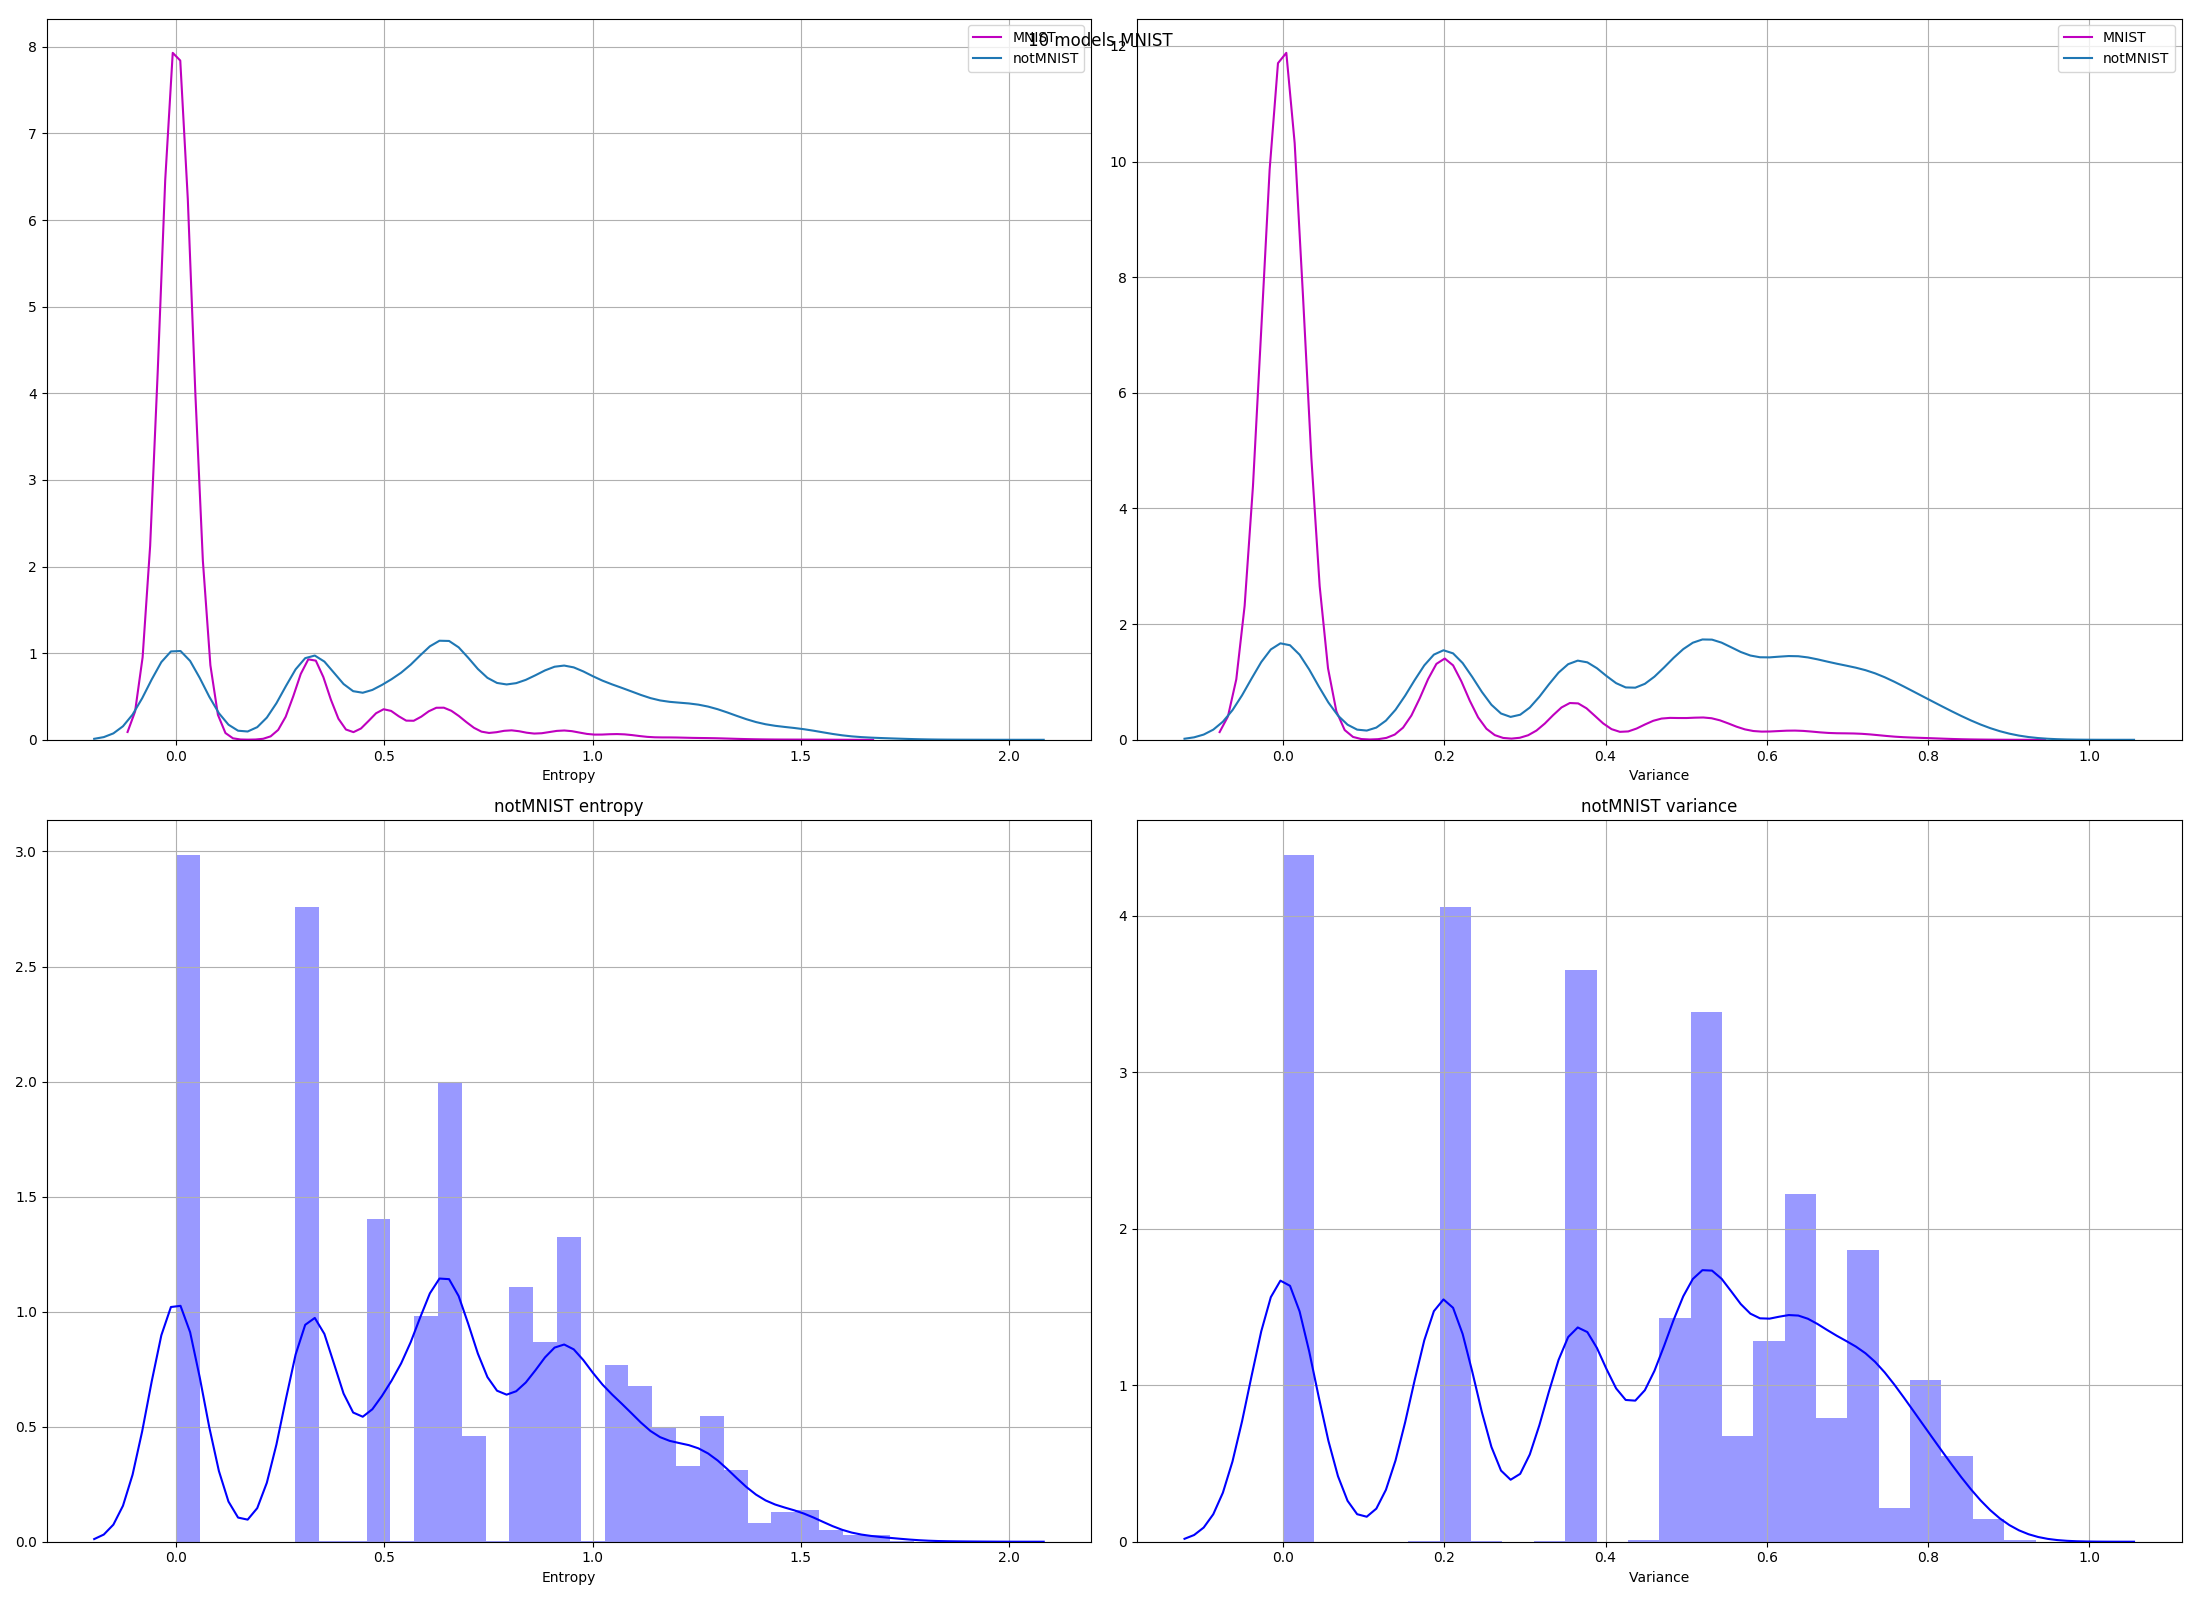 10 models MNIST
MNIST
notMNIST
8
7
6
5
4
3
2
1
0
0.0 0.5 1.0 1.5 2.0
Entropy
MNIST
notMNIST
12
10
8
6
4
2
0
0.0 0.2 0.4 0.6 0.8 1.0
Variance
notMNIST entropy
3.0
2.5
2.0
1.5
1.0
0.5
0.0
0.0 0.5 1.0 1.5 2.0
Entropy
notMNIST variance
4
3
2
1
0
0.0 0.2 0.4 0.6 0.8 1.0
Variance